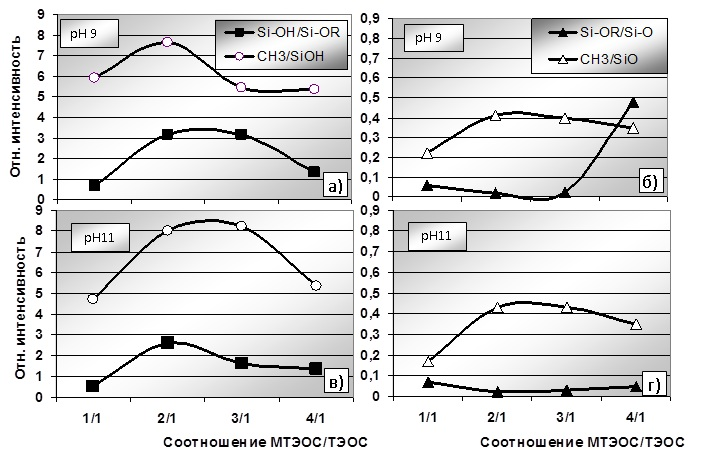 Отн. интенсивность
9
8
7
6
5
4
3
2
1
0
pH 9
Si-OH/Si-OR
CH3/SiOH
а)
0,9
0,8
0,7
0,6
0,5
0,4
0,3
0,2
0,1
0
pH 9
Si-OR/Si-O
CH3/SiO
б)
Отн. интенсивность
9
8
7
6
5
4
3
2
1
0
pH11
в)
1/1 2/1 3/1 4/1
Соотношение МТЭОС/ТЭОС
0,9
0,8
0,7
0,6
0,5
0,4
0,3
0,2
0,1
0
pH11
г)
1/1 2/1 3/1 4/1
Соотношение МТЭОС/ТЭОС